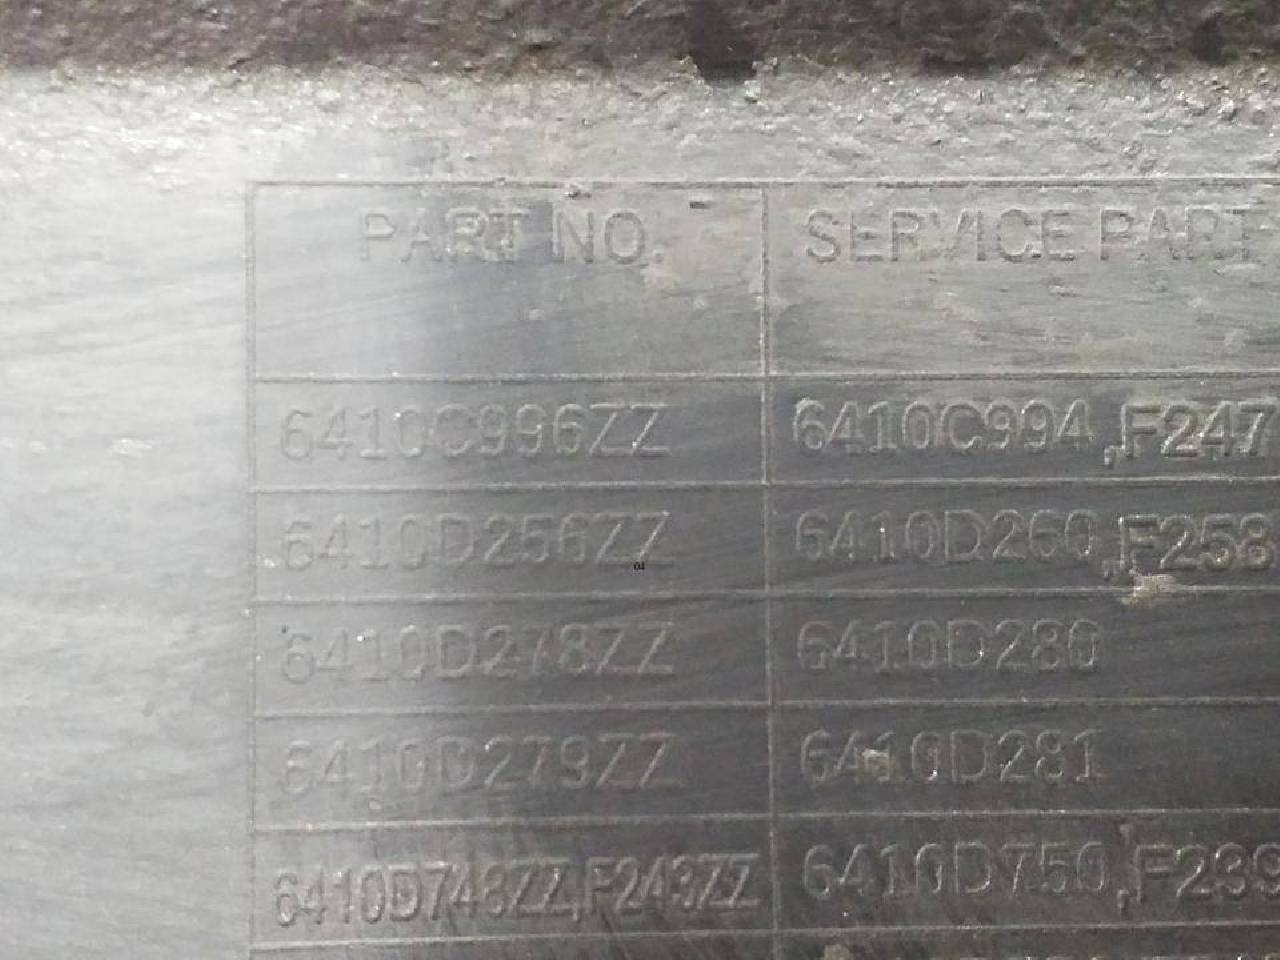 PART NO. SERVICE PART
6410C996ZZ 6410C994,F247
6410D256ZZ 6410D260,F258
6410D278ZZ 6410D280
6410D279ZZ 6410D281
6410D748ZZ,F243ZZ 6410D750,F239